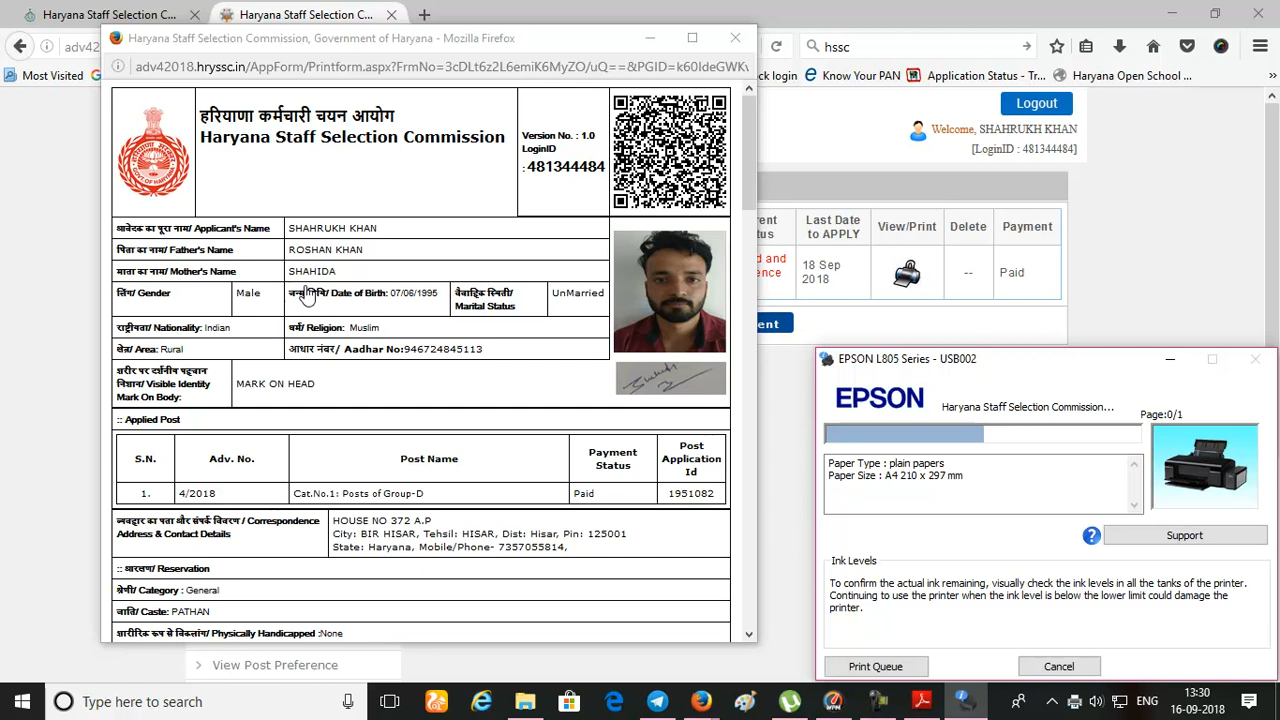 Haryana Staff Selection C... ×
Haryana Staff Selection C... ×
Haryana Staff Selection Commission, Government of Haryana - Mozilla Firefox
adv4
adv42018.hryssc.in/AppForm/Printform.aspx?FrmNo=3cDLt6z2L6emiK6MyZO/uQ==&PGID=k60IdeGWKv
hssc
Most Visited
ck login
Know Your PAN
Application Status - Tr...
Haryana Open School ...
Logout
Welcome, SHAHRUKH KHAN
[LoginID : 481344484 ]
हरियाणा कर्मचारी चयन आयोग
Haryana Staff Selection Commission
Version No. : 1.0
LoginID
:481344484
आवेदक का पूरा नाम/ Applicant's Name SHAHRUKH KHAN
पिता का नाम/ Father's Name ROSHAN KHAN
माता का नाम/ Mother's Name SHAHIDA
लिंग/ Gender Male Date of Birth: 07/06/1995 वैवाहिक स्थिती/ Marital Status UnMarried
राष्ट्रीयता/ Nationality: Indian धर्म/ Religion: Muslim
क्षेत्र/ Area: Rural आधार नंबर/ Aadhar No:946724845113
शरीर पर दर्शनीय पहचान
निशान/ Visible Identity
Mark On Body:
MARK ON HEAD
:: Applied Post
S.N. Adv. No. Post Name Payment Status Post Application Id
1. 4/2018 Cat.No.1: Posts of Group-D Paid 1951082
व्यवहार का पता और संपर्क विवरण / Correspondence
Address & Contact Details
HOUSE NO 372 A.P
City: BIR HISAR, Tehsil: HISAR, Dist: Hisar, Pin: 125001
State: Haryana, Mobile/Phone- 7357055814,
:: आरक्षण/ Reservation
श्रेणी/ Category : General
जाति/ Caste: PATHAN
शारीरिक रूप से विकलांग/ Physically Handicapped :None
View Post Preference
ent
tus
Last Date
to APPLY
View/Print
Delete
Payment
d and
ence
18 Sep
2018
--
Paid
ent
EPSON L805 Series - USB002
EPSON
Haryana Staff Selection Commission...
Page:0/1
Paper Type : plain papers
Paper Size : A4 210 x 297 mm
Support
Ink Levels
To confirm the actual ink remaining, visually check the ink levels in all the tanks of the printer.
Continuing to use the printer when the ink level is below the lower limit could damage the
printer.
Print Queue
Cancel
Type here to search
ENG
13:30
16-09-2018